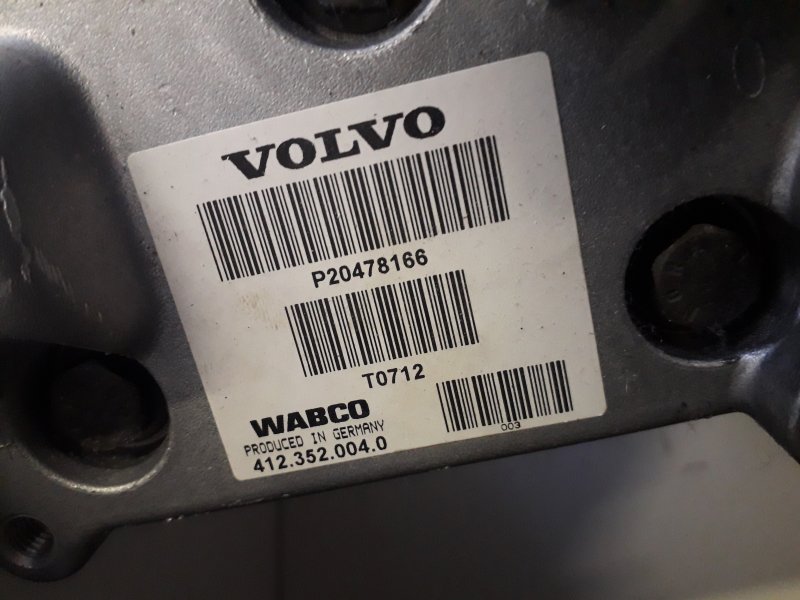 VOLVO
P20478166
T0712
WABCO
PRODUCED IN GERMANY
412.352.004.0
003